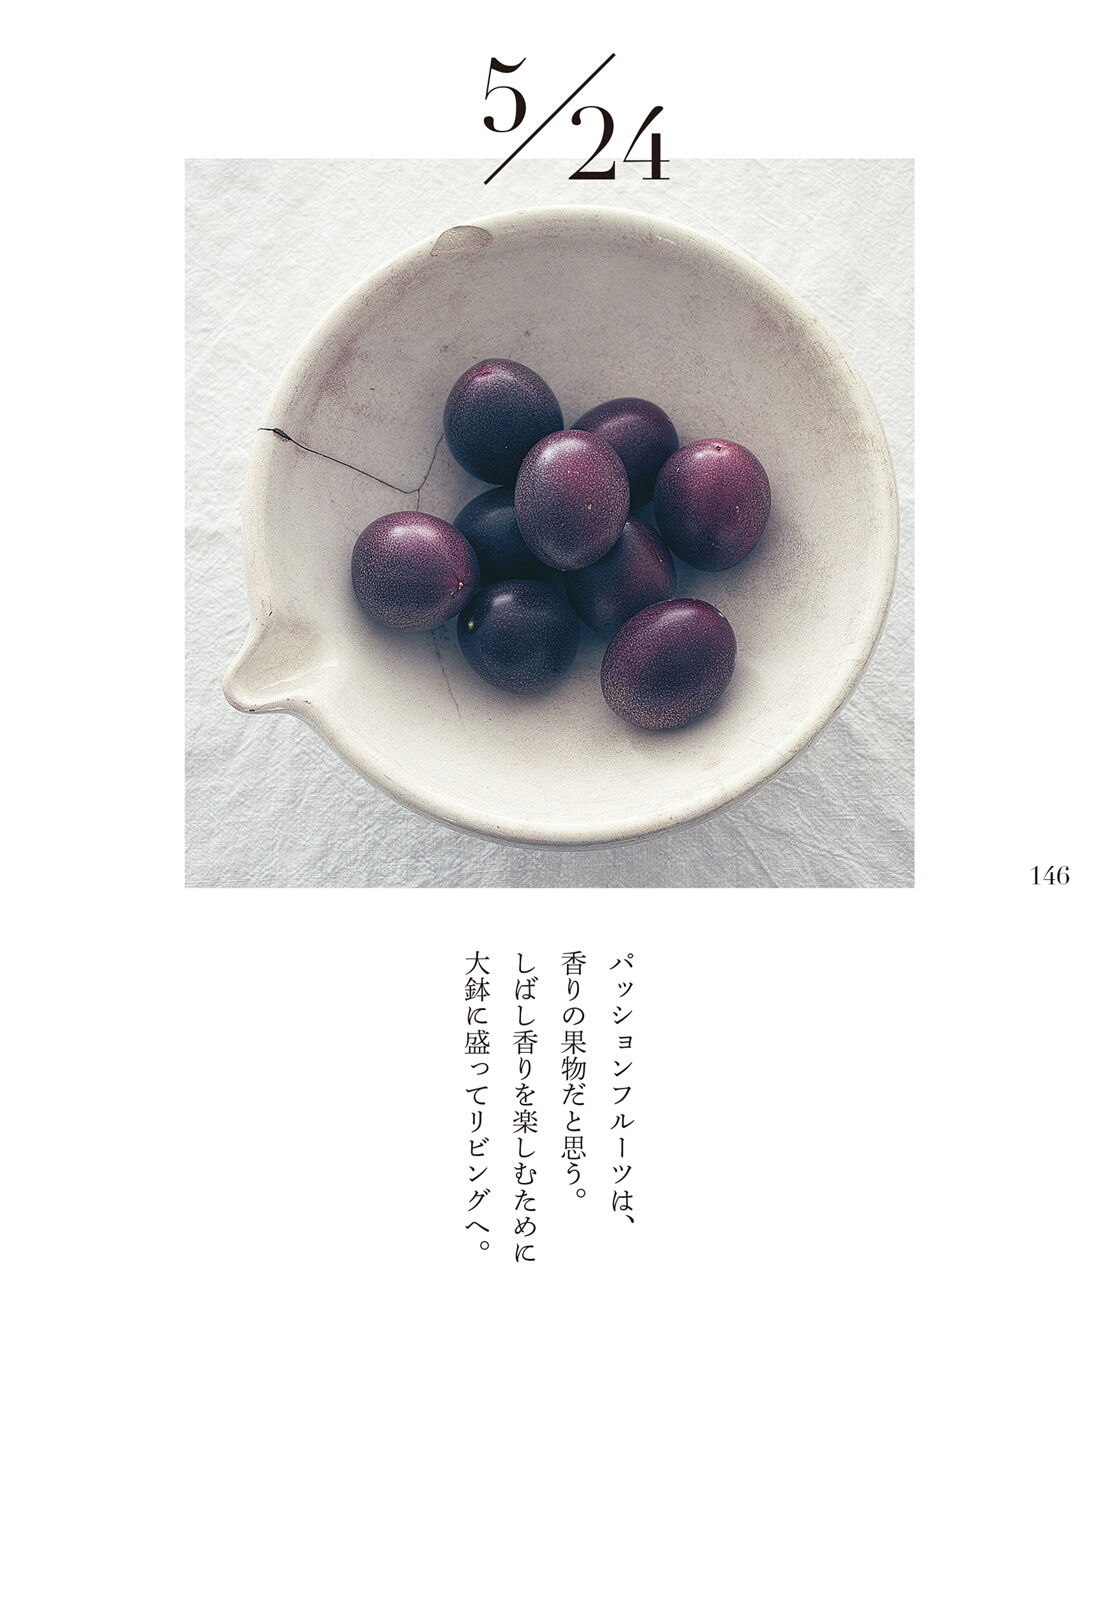 5/24
パッションフルーツは、
香りの果物だと思う。
しばし香りを楽しむために
大鉢に盛ってリビングへ。
146